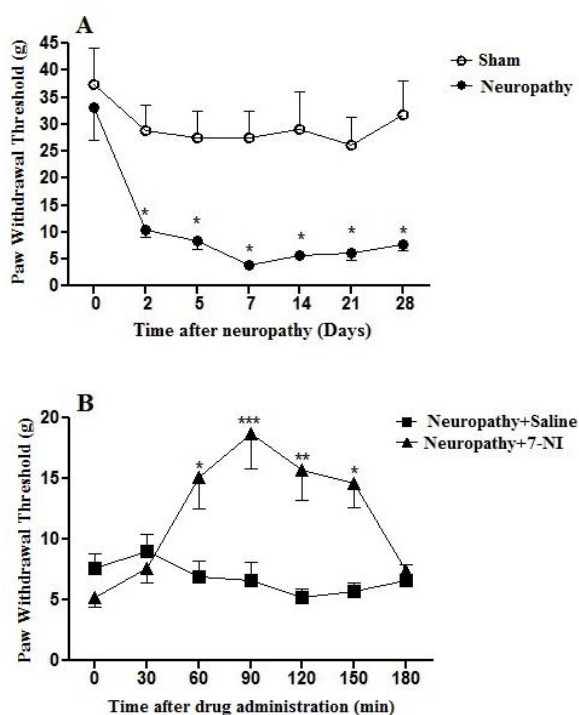 A
Paw Withdrawal Threshold (g)
45
40
35
30
25
20
15
10
5
0
Sham
Neuropathy
* * * * * *
0 2 5 7 14 21 28
Time after neuropathy (Days)
B
Paw Withdrawal Threshold (g)
20
15
10
5
0
Neuropathy+Saline
Neuropathy+7-NI
* *** ** *
0 30 60 90 120 150 180
Time after drug administration (min)